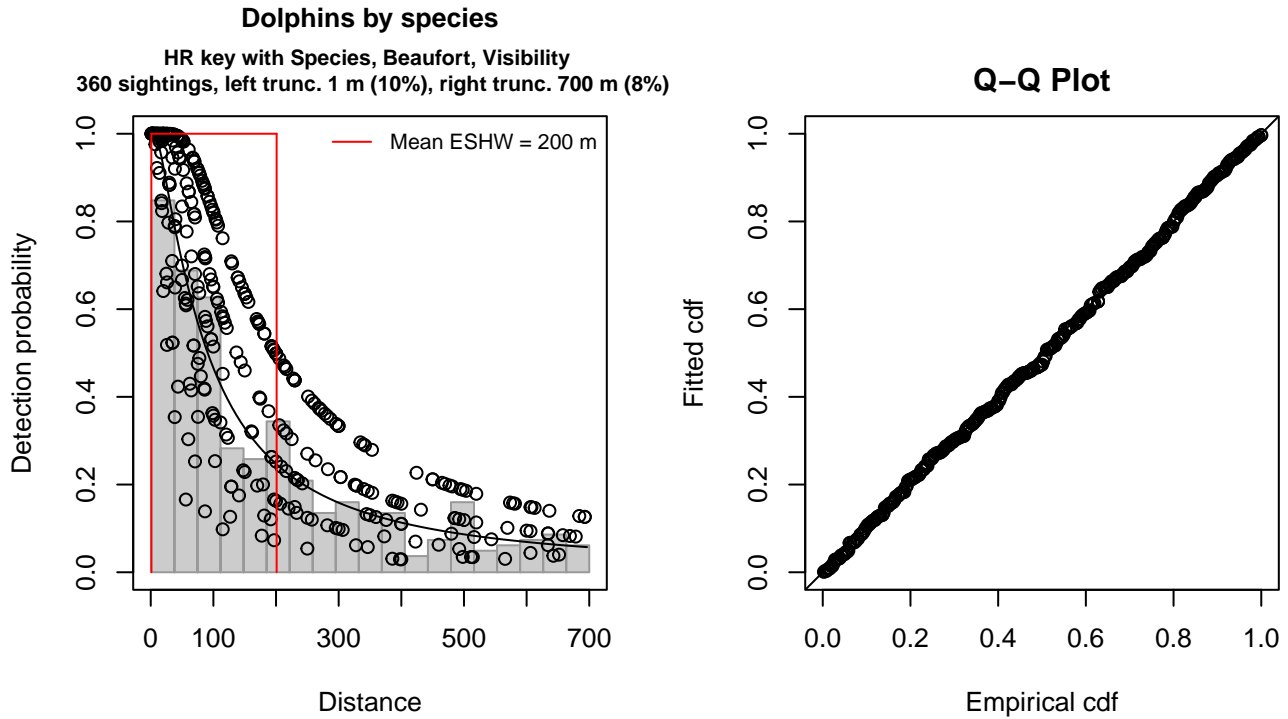 Dolphins by species
HR key with Species, Beaufort, Visibility
360 sightings, left trunc. 1 m (10%), right trunc. 700 m (8%)
Mean ESHW = 200 m
Detection probability
0.0 0.2 0.4 0.6 0.8 1.0
0 100 300 500 700
Distance
Q−Q Plot
Fitted cdf
0.0 0.2 0.4 0.6 0.8 1.0
0.0 0.2 0.4 0.6 0.8 1.0
Empirical cdf